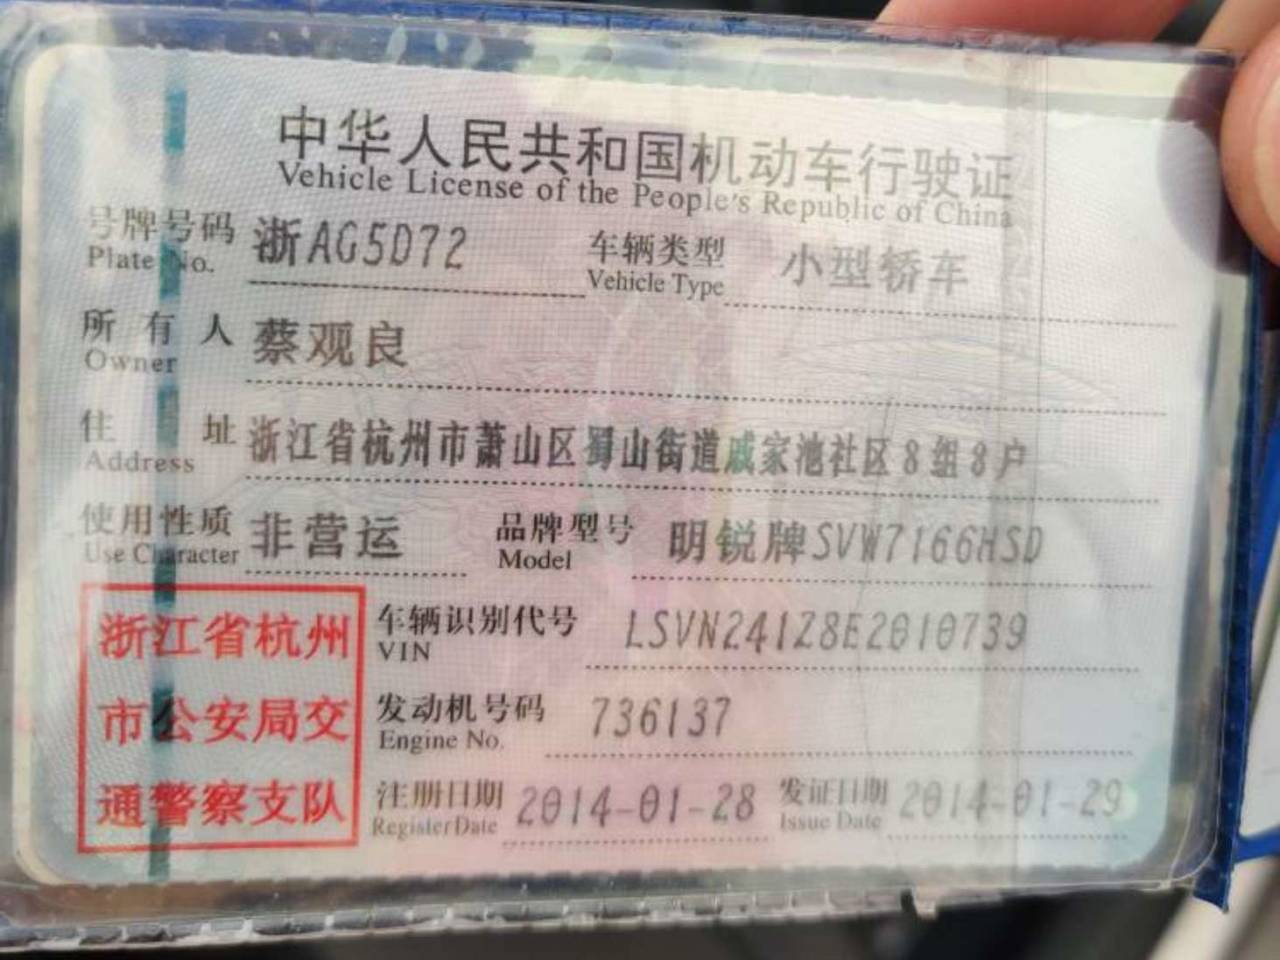 中华人民共和国机动车行驶证
Vehicle License of the People's Republic of China
号牌号码 浙AG5D72 车辆类型 小型轿车
Plate No. Vehicle Type
所有人 蔡观良
Owner
住址 浙江省杭州市萧山区蜀山街道戚家池社区8组8户
Address
使用性质 非营运 品牌型号 明锐牌SVW7166HSD
Use Character Model
浙江省杭州 车辆识别代号 LSVN241Z8E2010739
VIN
市公安局交 发动机号码 736137
Engine No.
通警察支队 注册日期 2014-01-28 发证日期 2014-01-29
Register Date Issue Date